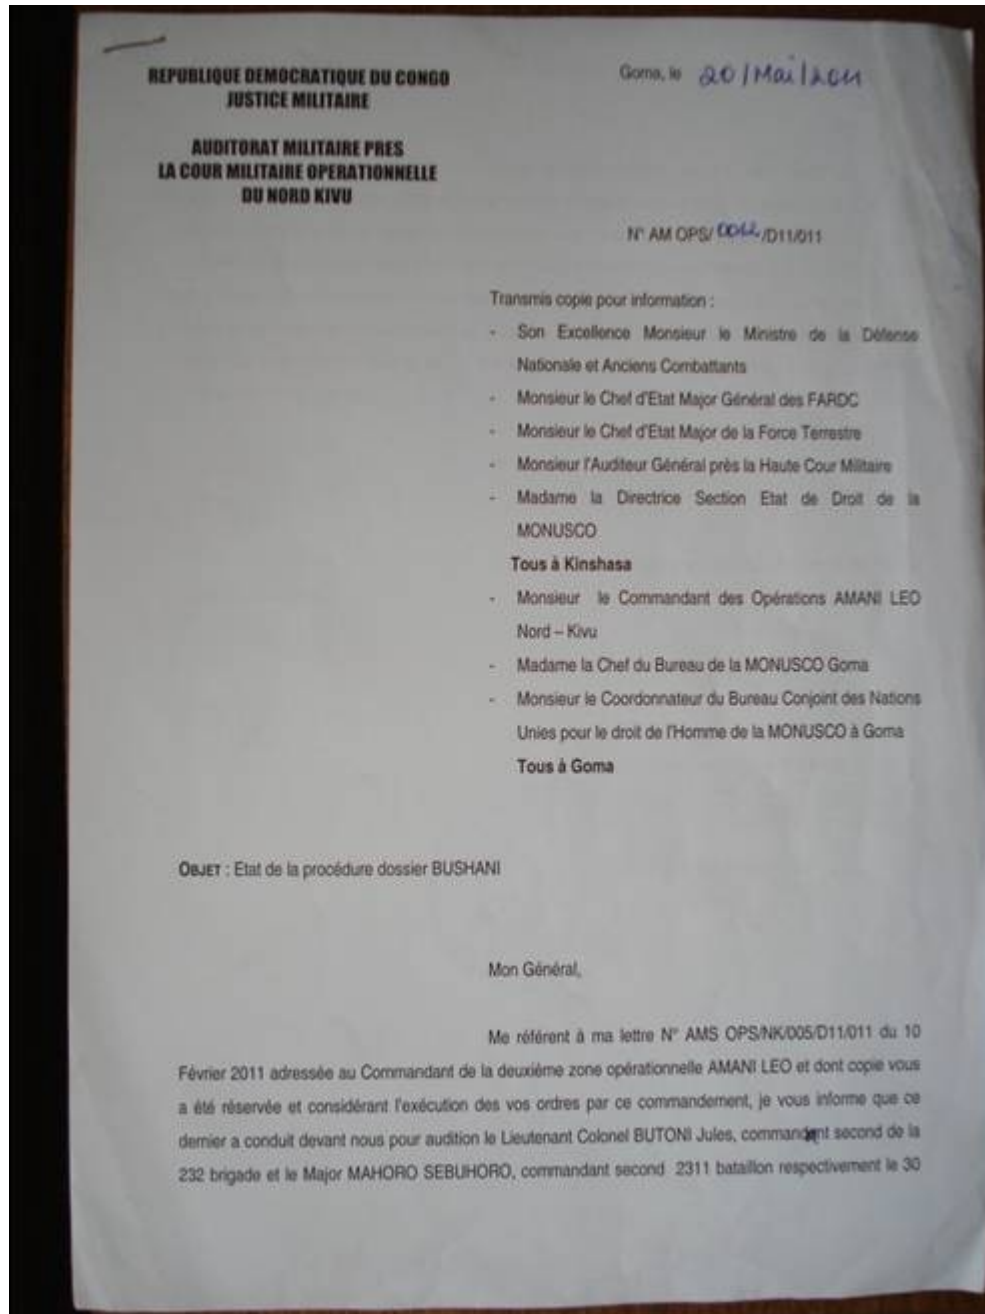 REPUBLIQUE DEMOCRATIQUE DU CONGO
JUSTICE MILITAIRE
AUDITORAT MILITAIRE PRES
LA COUR MILITAIRE OPERATIONNELLE
DU NORD KIVU
Goma, le 20/Mai/2011
N° AM OPS/ 0012 /D11/011
Transmis copie pour information :
- Son Excellence Monsieur le Ministre de la Défense
Nationale et Anciens Combattants
- Monsieur le Chef d'Etat Major Général des FARDC
- Monsieur le Chef d'Etat Major de la Force Terrestre
- Monsieur l'Auditeur Général près la Haute Cour Militaire
- Madame la Directrice Section Etat de Droit de la
MONUSCO
Tous à Kinshasa
- Monsieur le Commandant des Opérations AMANI LEO
Nord – Kivu
- Madame la Chef du Bureau de la MONUSCO Goma
- Monsieur le Coordonnateur du Bureau Conjoint des Nations
Unies pour le droit de l'Homme de la MONUSCO à Goma
Tous à Goma
OBJET : Etat de la procédure dossier BUSHANI
Mon Général,
Me référent à ma lettre N° AMS OPS/NK/005/D11/011 du 10
Février 2011 adressée au Commandant de la deuxième zone opérationnelle AMANI LEO et dont copie vous
a été réservée et considérant l'exécution des vos ordres par ce commandement, je vous informe que ce
dernier a conduit devant nous pour audition le Lieutenant Colonel BUTONI Jules, commandant second de la
232 brigade et le Major MAHORO SEBUHORO, commandant second 2311 bataillon respectivement le 30